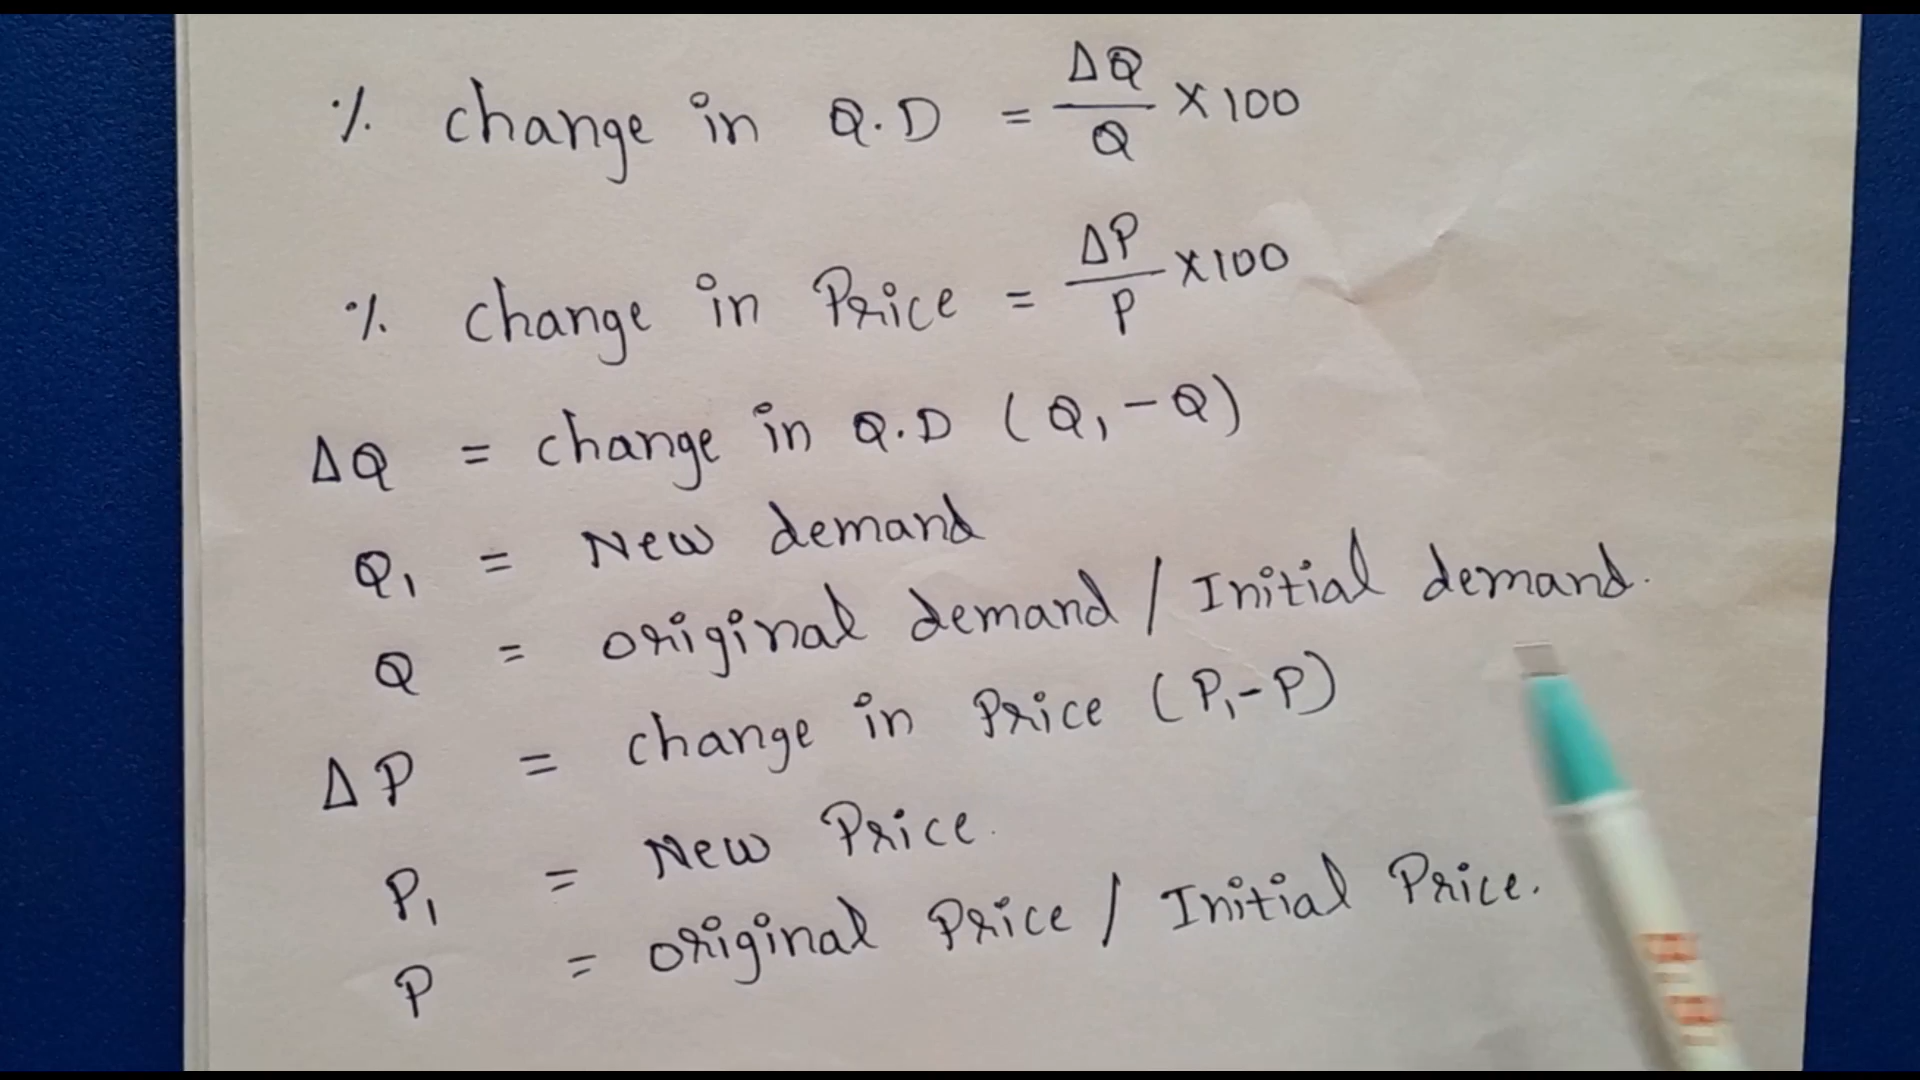 % change in Q.D = ΔQ/Q × 100
% change in Price = ΔP/P × 100
ΔQ = change in Q.D (Q₁ - Q)
Q₁ = New demand
Q = original demand / Initial demand.
ΔP = change in Price (P₁ - P)
P₁ = New Price.
P = original Price / Initial Price.